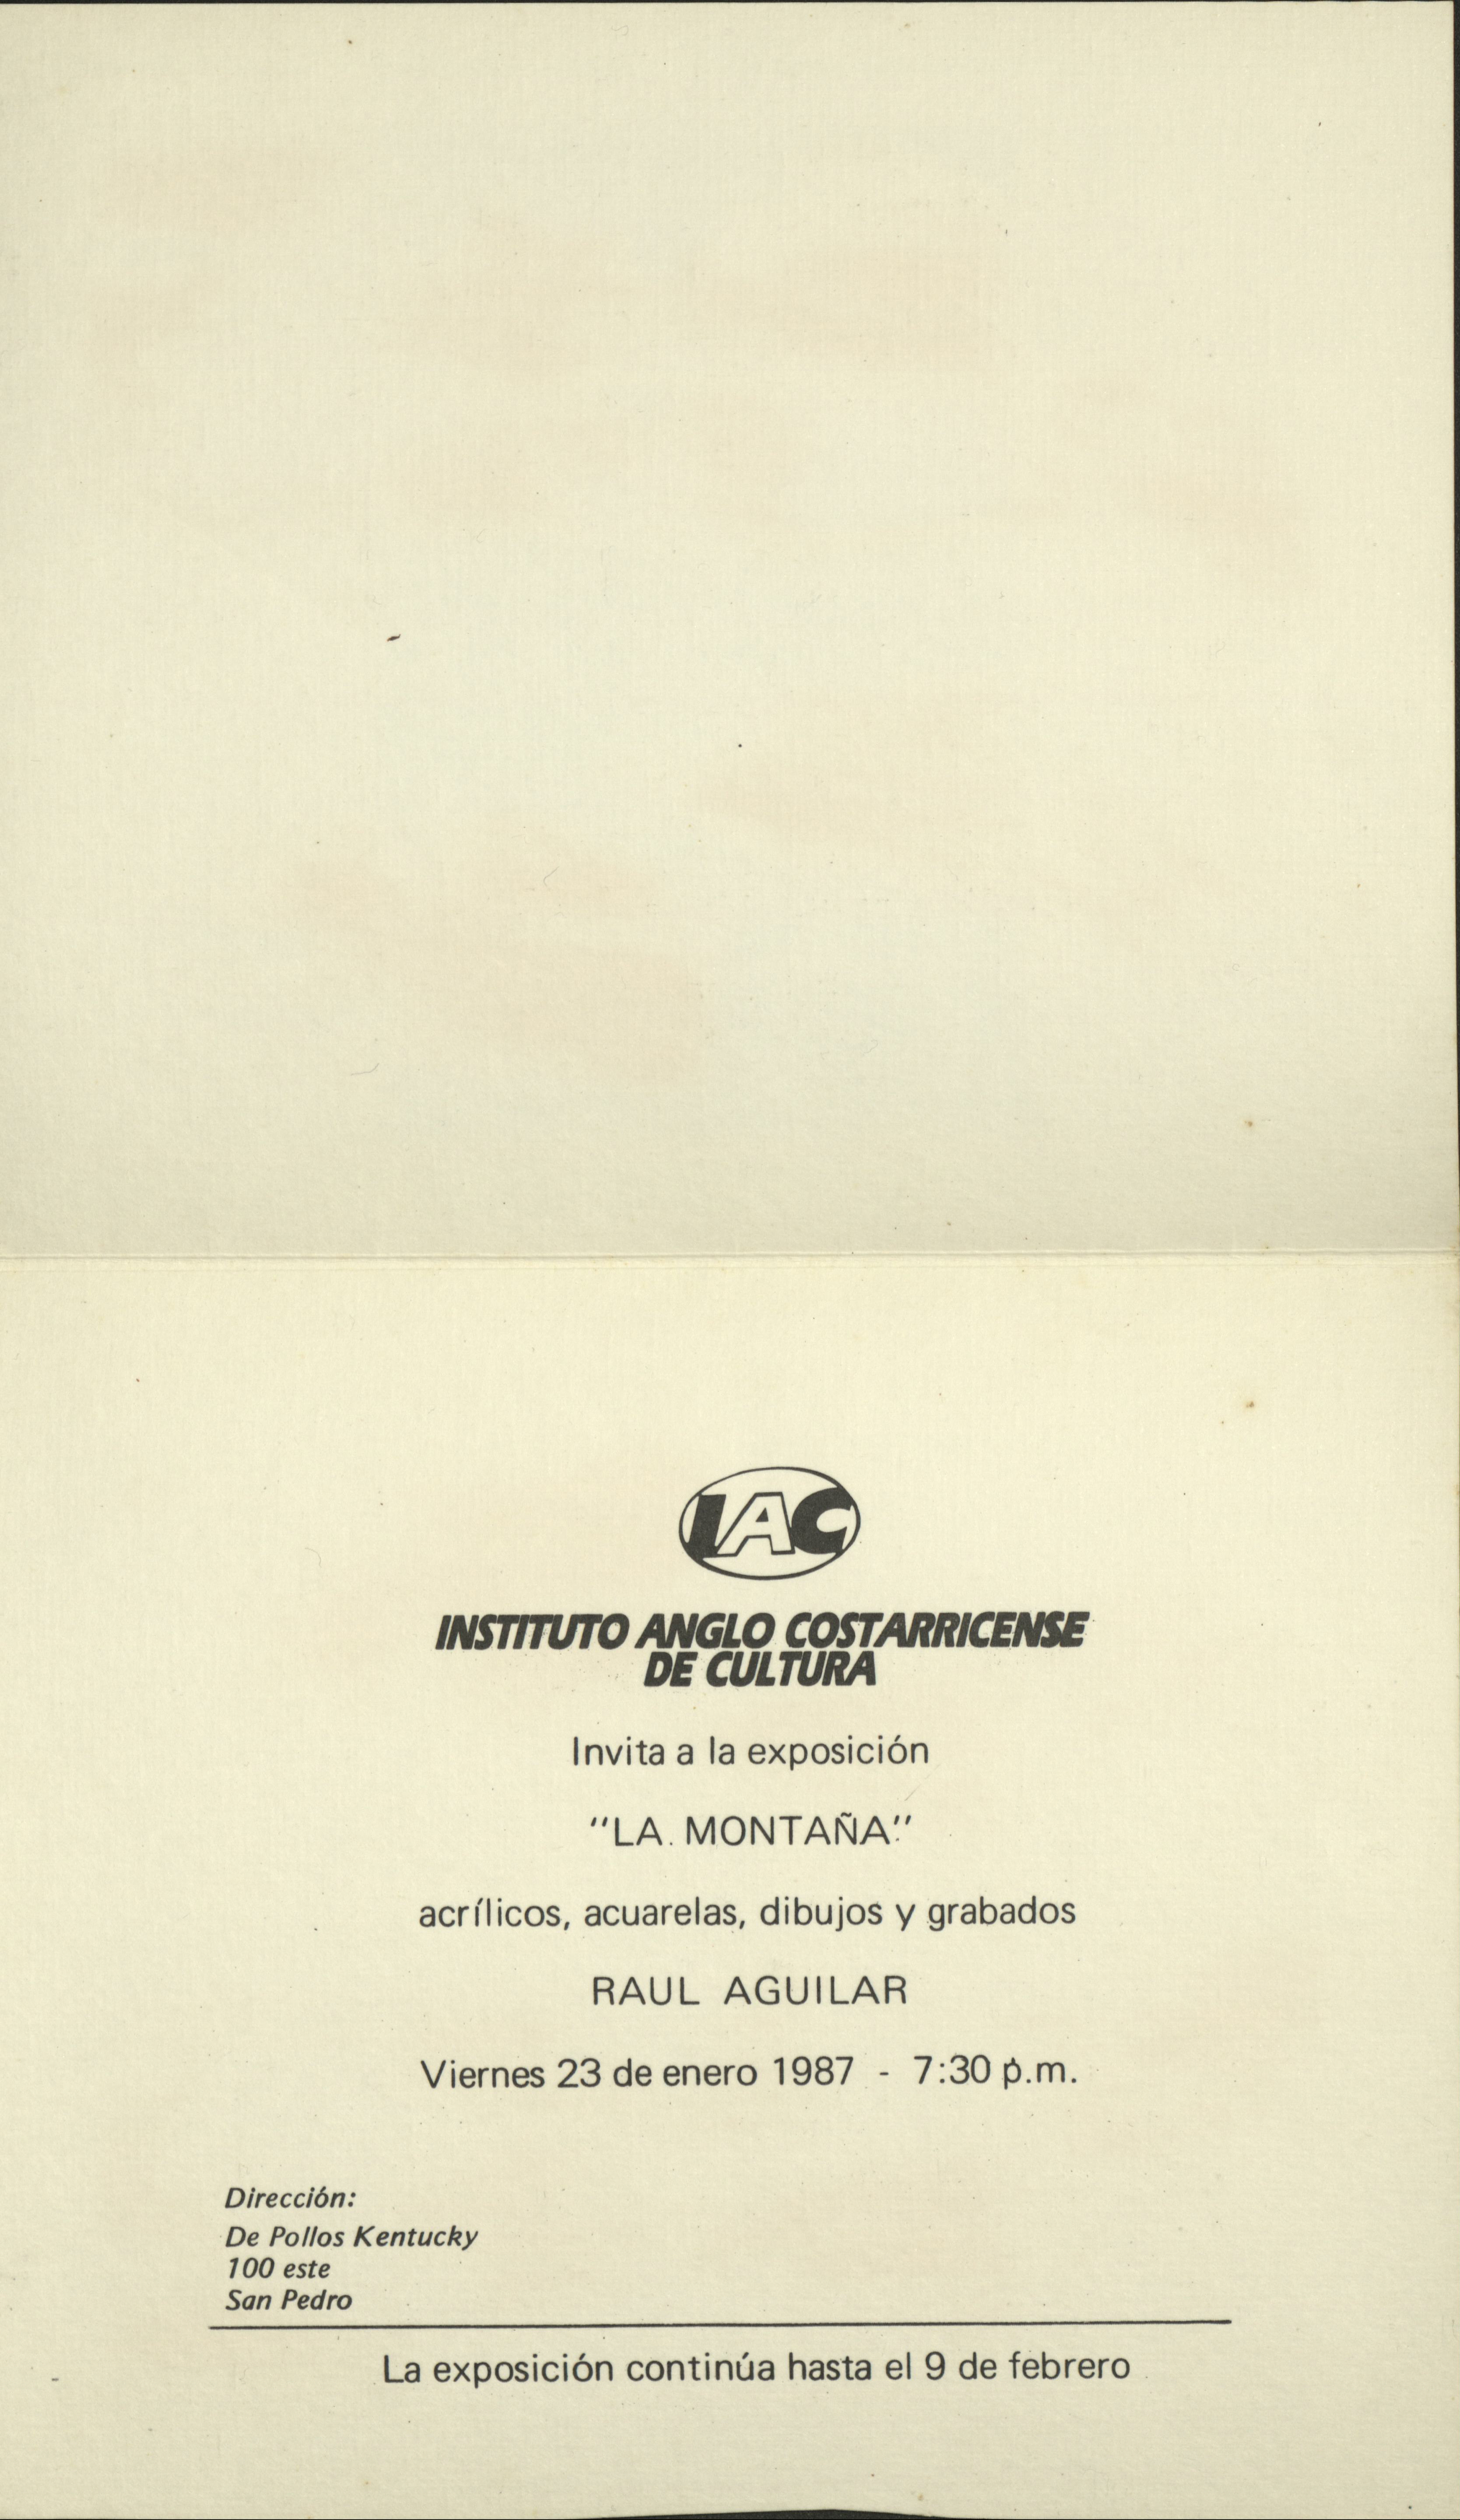 IAC
INSTITUTO ANGLO COSTARRICENSE
DE CULTURA
Invita a la exposición
"LA MONTAÑA"
acrílicos, acuarelas, dibujos y grabados
RAUL AGUILAR
Viernes 23 de enero 1987 - 7:30 p.m.
Dirección:
De Pollos Kentucky
100 este
San Pedro
La exposición continúa hasta el 9 de febrero